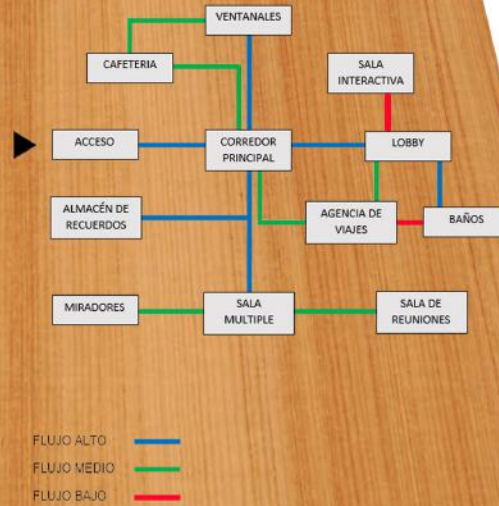 VENTANALES
CAFETERIA
SALA
INTERACTIVA
ACCESO
CORREDOR
PRINCIPAL
LOBBY
ALMACÉN DE
RECUERDOS
AGENCIA DE
VIAJES
BAÑOS
MIRADORES
SALA
MULTIPLE
SALA DE
REUNIONES
FLUJO ALTO
FLUJO MEDIO
FLUJO BAJO